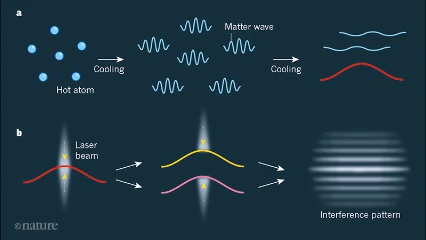 a
Matter wave
Cooling
Cooling
Hot atom
b
Laser
beam
Interference pattern
©nature